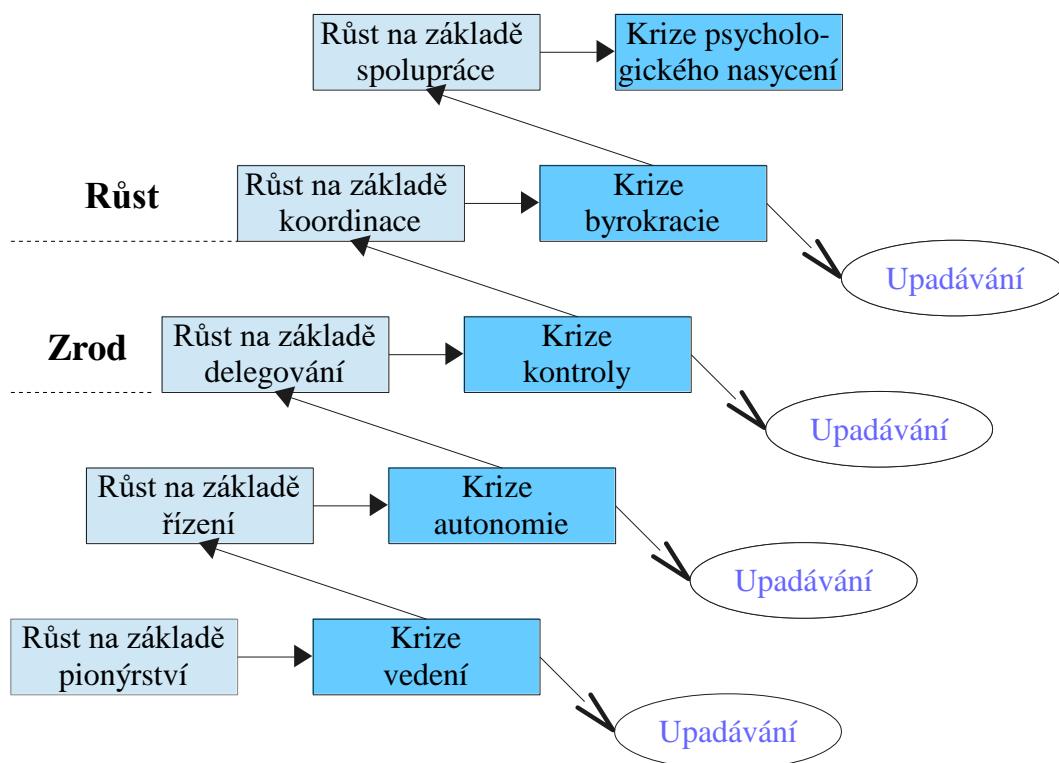 Růst na základě
spolupráce
Krize psycholo-
gického nasycení
Růst
Růst na základě
koordinace
Krize
byrokracie
Upadávání
Zrod
Růst na základě
delegování
Krize
kontroly
Upadávání
Růst na základě
řízení
Krize
autonomie
Upadávání
Růst na základě
pionýrství
Krize
vedení
Upadávání